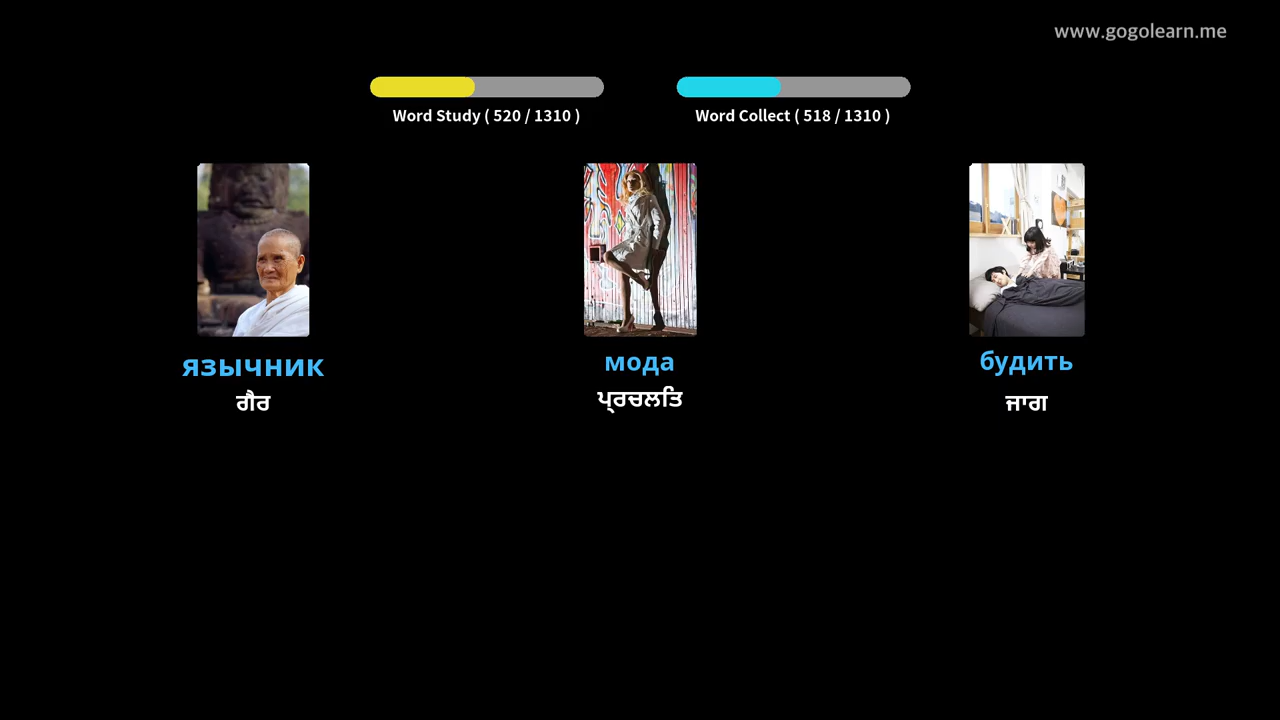 www.gogolearn.me
Word Study ( 520 / 1310 )
Word Collect ( 518 / 1310 )
язычник
мода
будить
ਗੈਰ
ਪ੍ਰਚਲਤਿ
ਜਾਗ